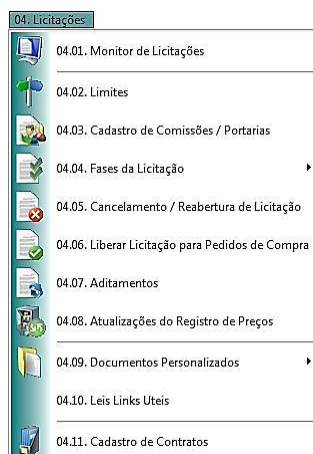 04. Licitações
04.01. Monitor de Licitações
04.02. Limites
04.03. Cadastro de Comissões / Portarias
04.04. Fases da Licitação
04.05. Cancelamento / Reabertura de Licitação
04.06. Liberar Licitação para Pedidos de Compra
04.07. Aditamentos
04.08. Atualizações do Registro de Preços
04.09. Documentos Personalizados
04.10. Leis Links Uteis
04.11. Cadastro de Contratos